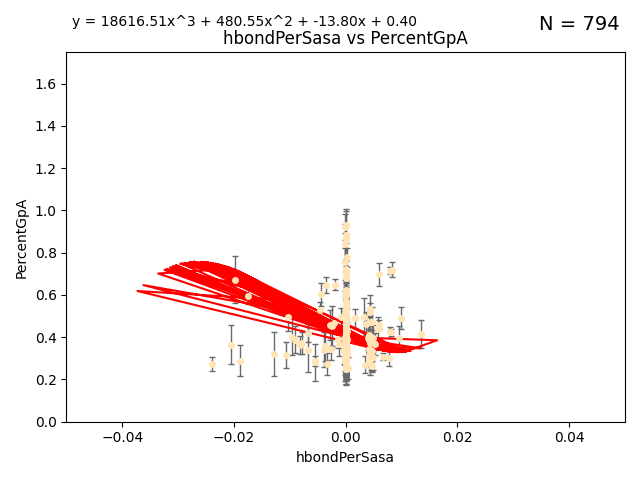 y = 18616.51x^3 + 480.55x^2 + -13.80x + 0.40
N = 794
hbondPerSasa vs PercentGpA
PercentGpA
1.6
1.4
1.2
1.0
0.8
0.6
0.4
0.2
0.0
−0.04 −0.02 0.00 0.02 0.04
hbondPerSasa